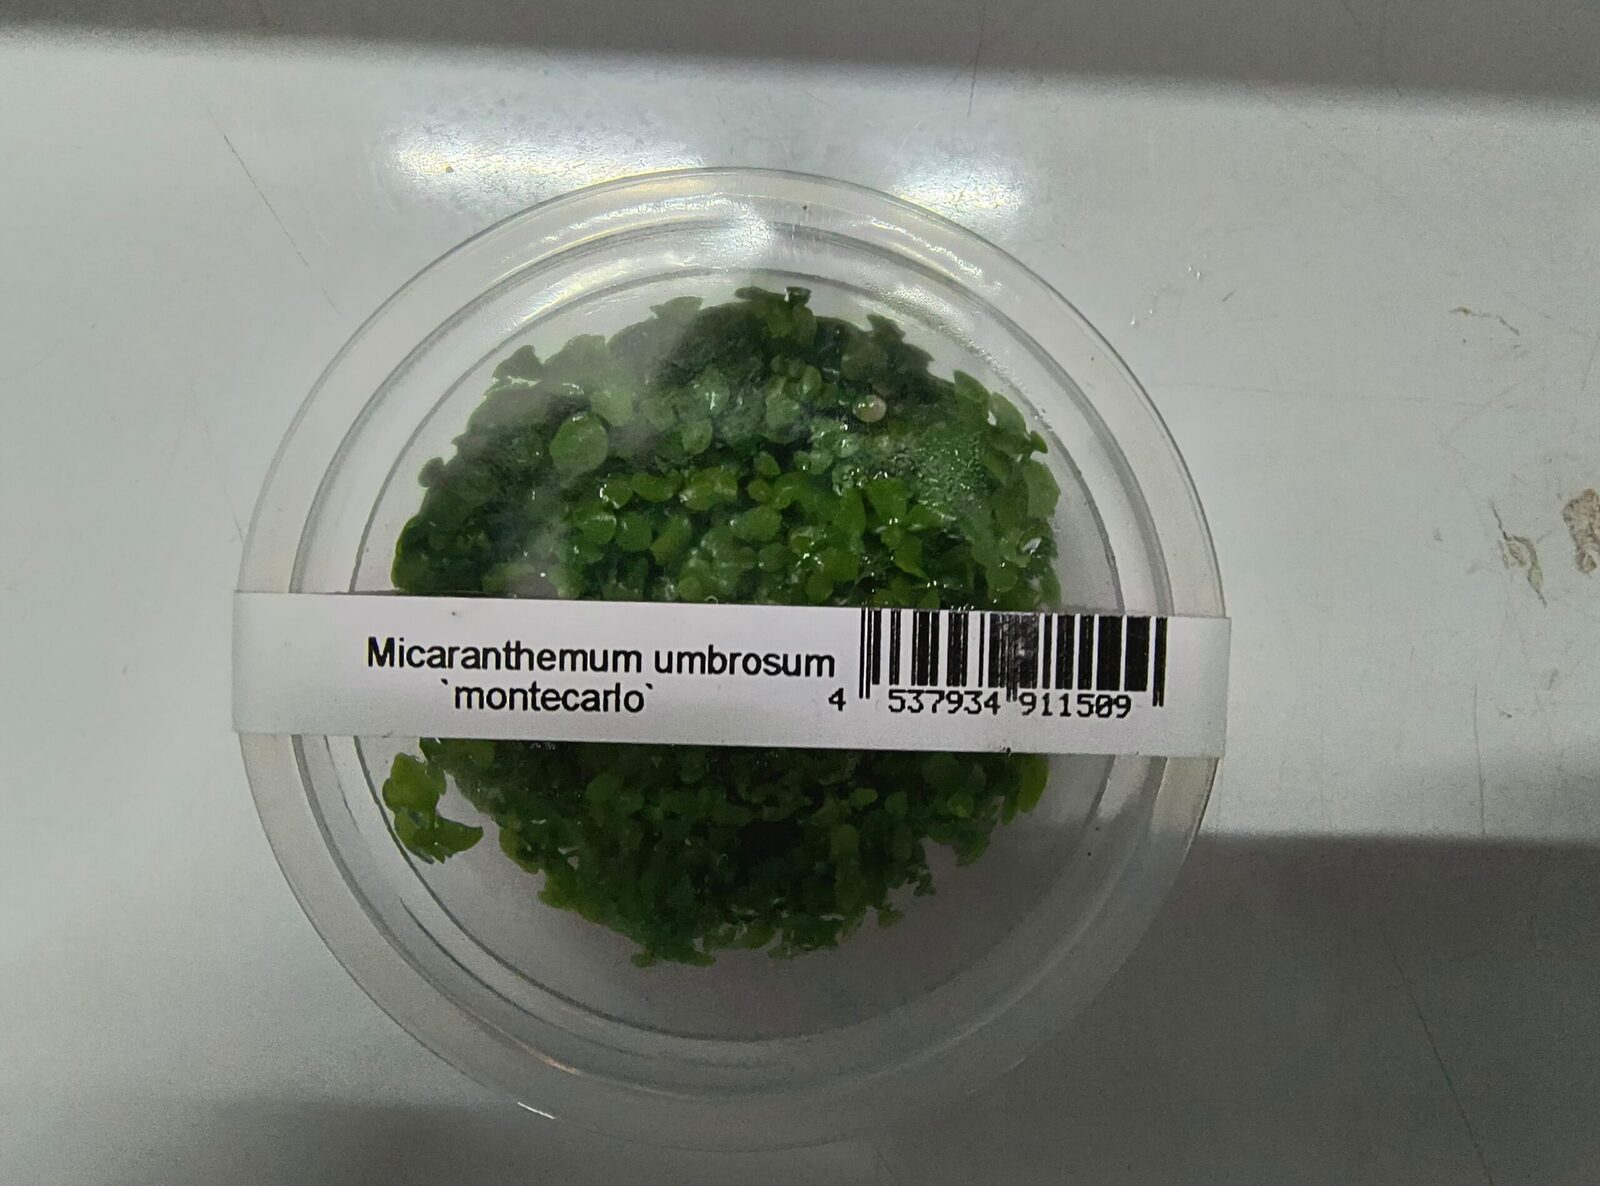 Micaranthemum umbrosum
`montecarlo`
4 537934 911509